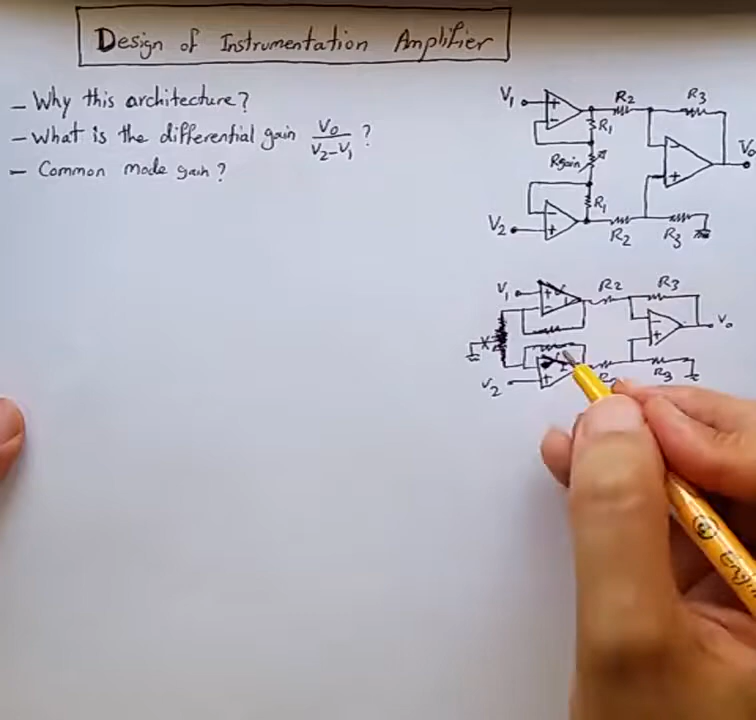 Design of Instrumentation Amplifier
- Why this architecture?
- What is the differential gain Vo / V2-V1 ?
- Common mode gain?
V1 + - R2 R3
R1
Rgain
- + Vo
R1
V2 - + R2 R3
V1 + - R2 R3
- + Vo
V2 + R3
Engin